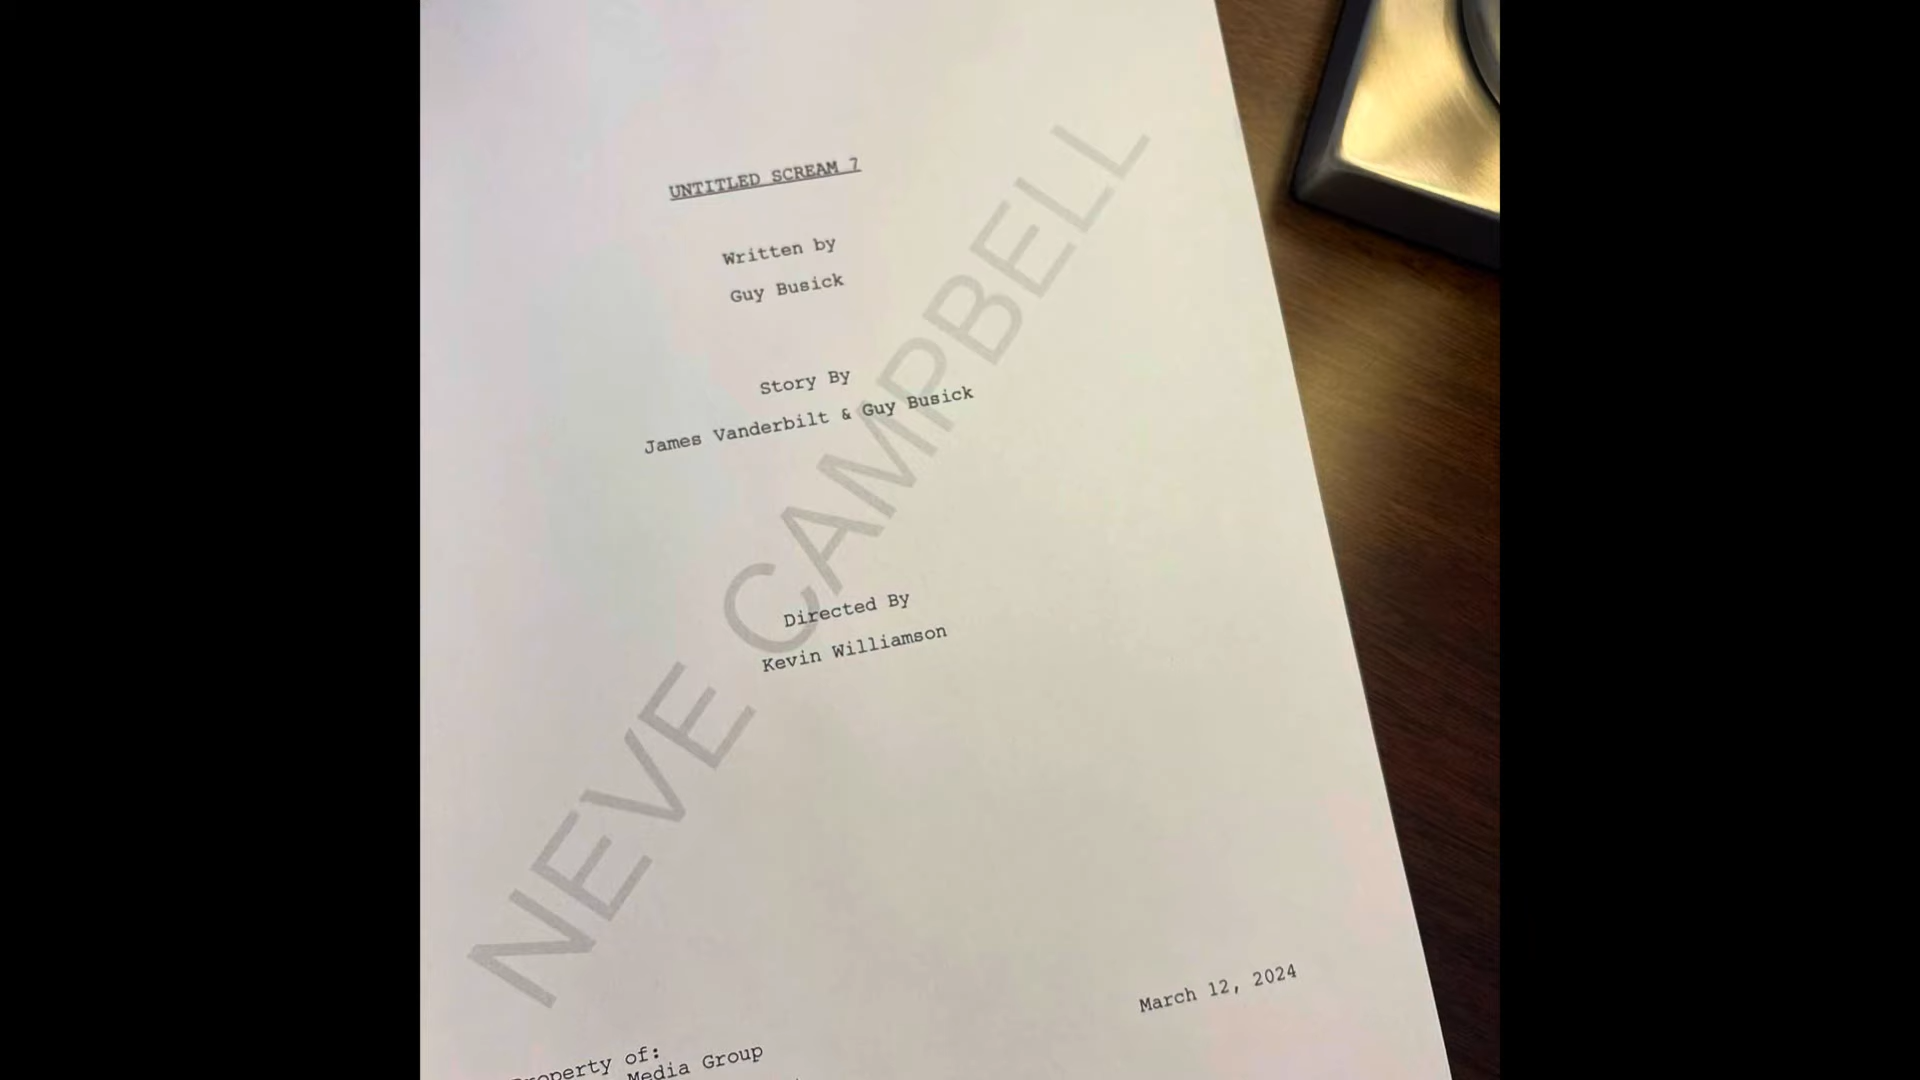 UNTITLED SCREAM 7
Written by
Guy Busick
Story By
James Vanderbilt & Guy Busick
Directed By
Kevin Williamson
NEVE CAMPBELL
March 12, 2024
of:
Media Group